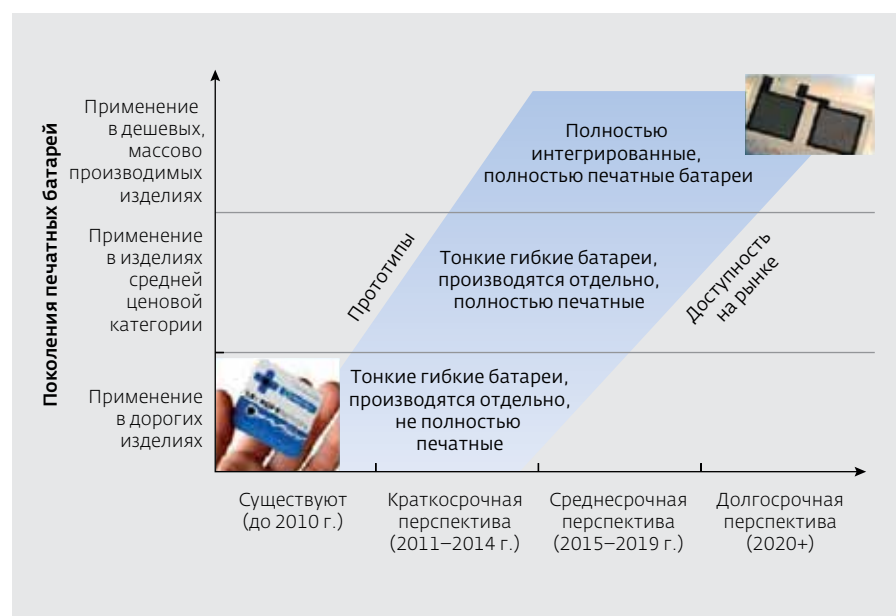 Поколения печатных батарей
Применение
в дешевых,
массово
производимых
изделиях
Применение
в изделиях
средней
ценовой
категории
Применение
в дорогих
изделиях
Полностью
интегрированные,
полностью печатные батареи
Прототипы
Тонкие гибкие батареи,
производятся отдельно,
полностью печатные
Доступность
на рынке
Тонкие гибкие батареи,
производятся отдельно,
не полностью
печатные
Существуют
(до 2010 г.)
Краткосрочная
перспектива
(2011–2014 г.)
Среднесрочная
перспектива
(2015–2019 г.)
Долгосрочная
перспектива
(2020+)